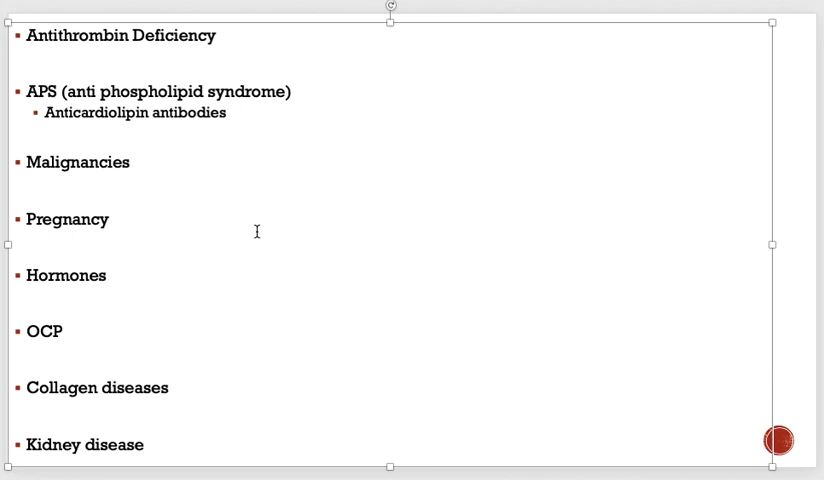 Antithrombin Deficiency
APS (anti phospholipid syndrome)
Anticardiolipin antibodies
Malignancies
Pregnancy
Hormones
OCP
Collagen diseases
Kidney disease